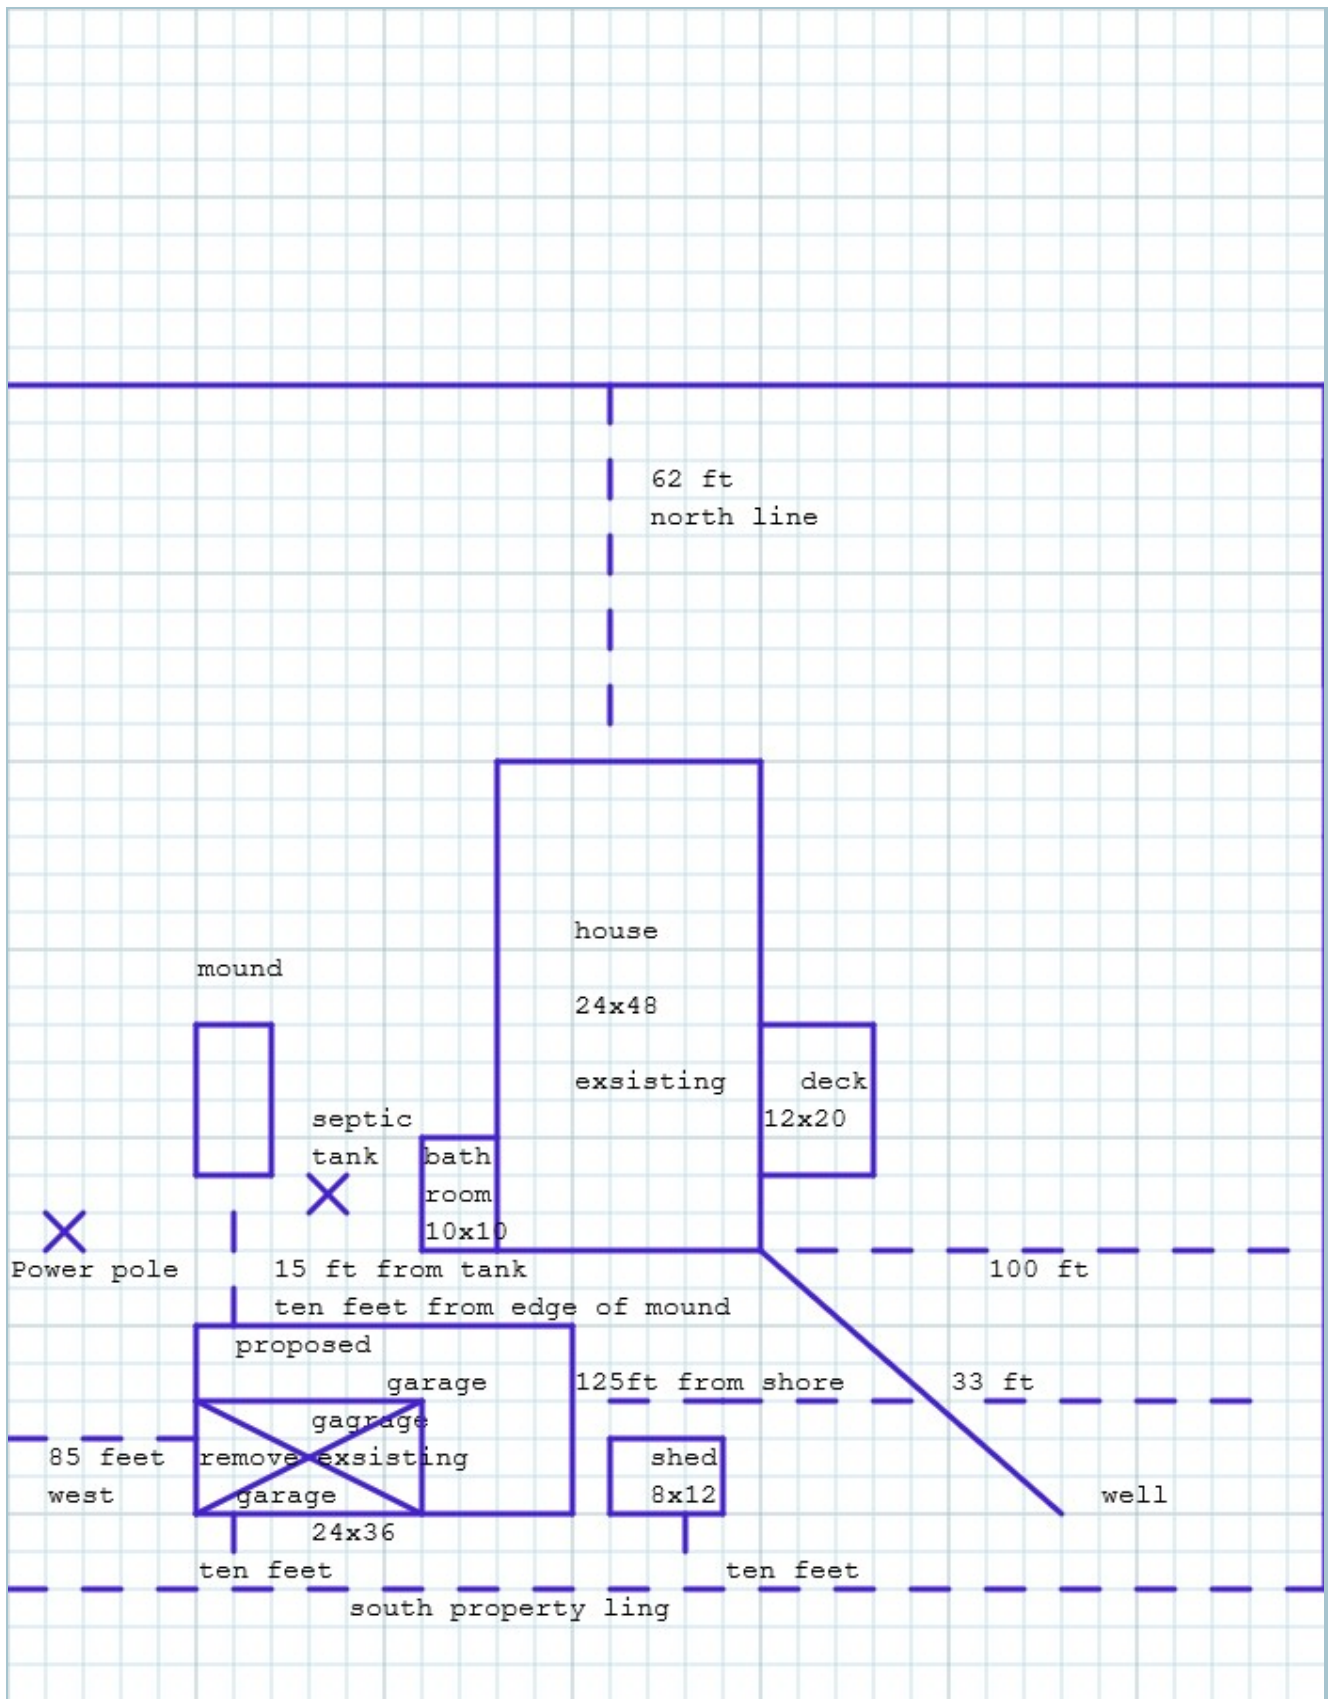 62 ft
north line
house
mound
24x48
exsisting
deck
septic
12x20
tank
bath
room
10x10
Power pole
15 ft from tank
100 ft
ten feet from edge of mound
proposed
garage
125ft from shore
33 ft
gagrage
85 feet
remove exsisting
shed
west
garage
8x12
well
24x36
ten feet
ten feet
south property ling